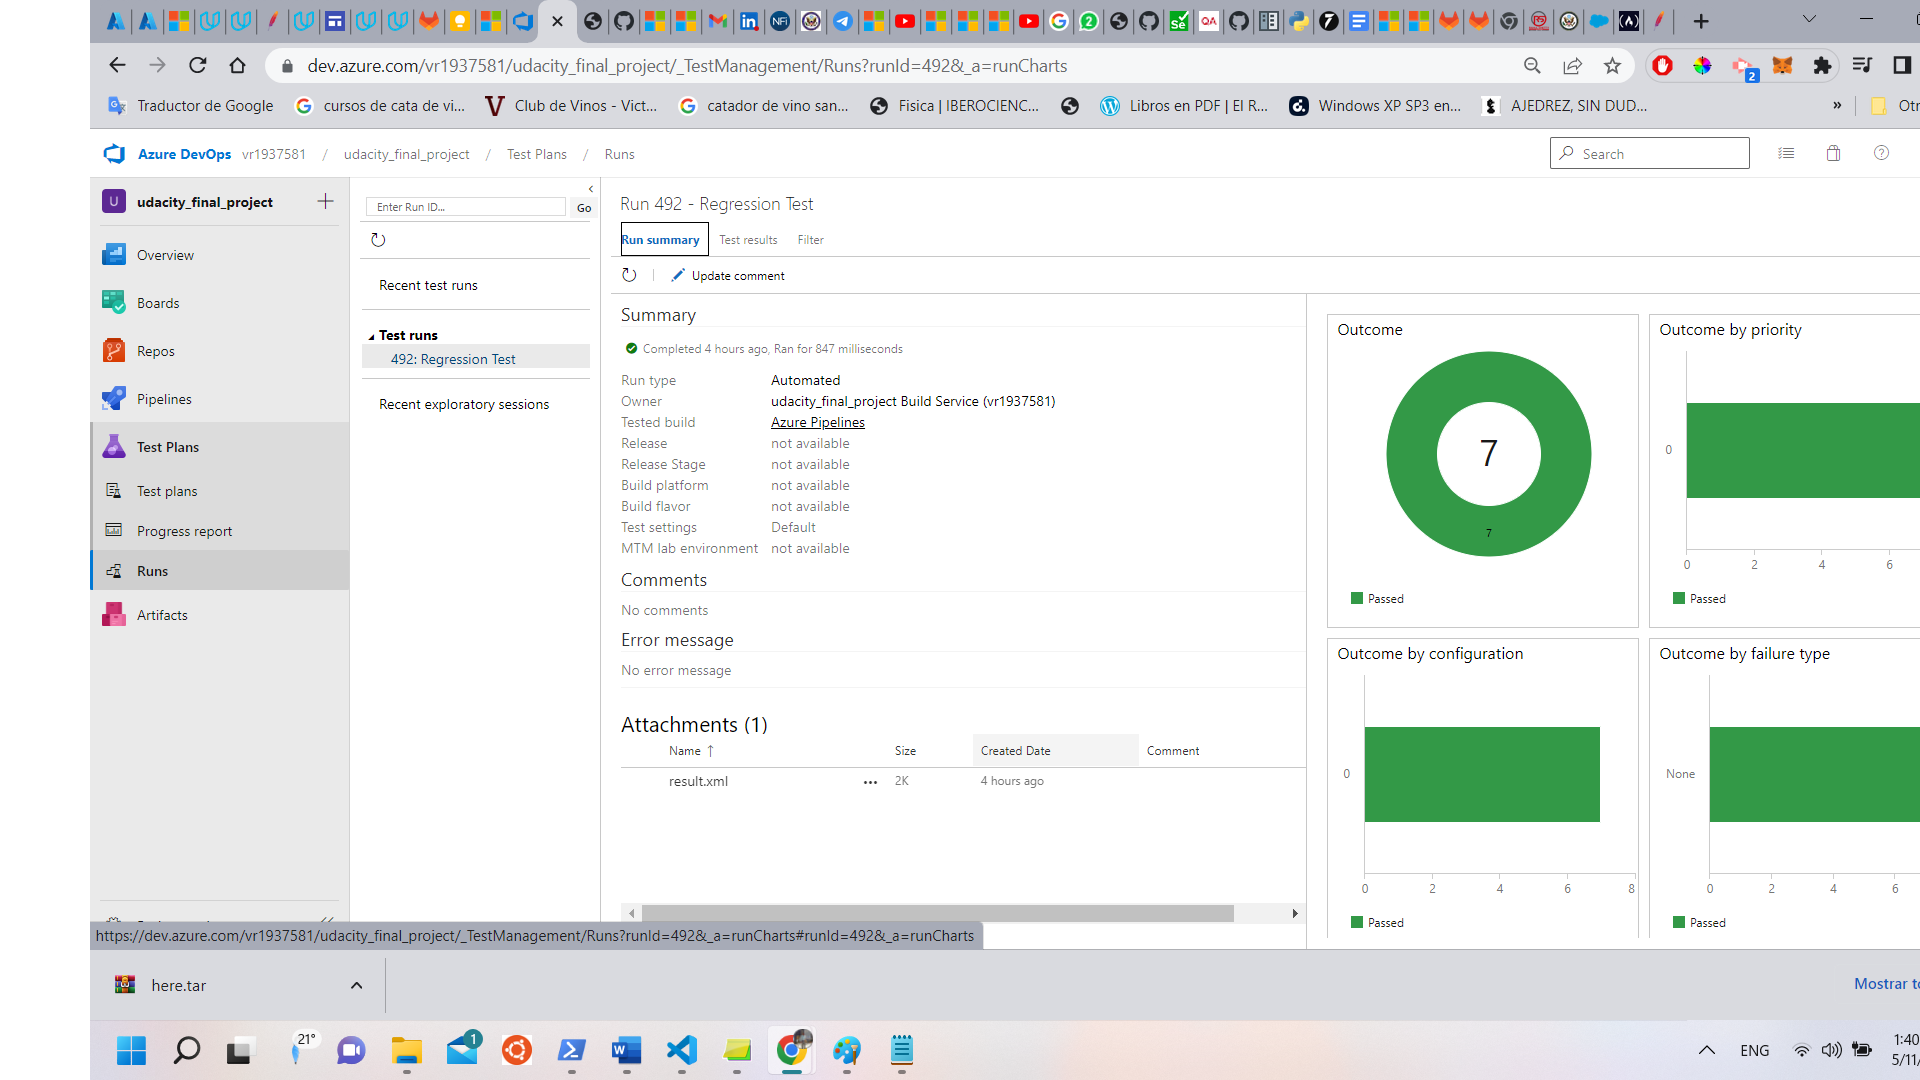 dev.azure.com/vr1937581/udacity_final_project/_TestManagement/Runs?runId=492&_a=runCharts
2
Traductor de Google
cursos de cata de vi...
Club de Vinos - Vict...
catador de vino san...
Fisica | IBEROCIENC...
Libros en PDF | El R...
Windows XP SP3 en...
AJEDREZ, SIN DUD...
»
Otr
Azure DevOps vr1937581 / udacity_final_project / Test Plans / Runs
Search
U udacity_final_project
Overview
Boards
Repos
Pipelines
Test Plans
Test plans
Progress report
Runs
Artifacts
Enter Run ID...
Go
Recent test runs
Test runs
492: Regression Test
Recent exploratory sessions
Run 492 - Regression Test
Run summary Test results Filter
Update comment
Summary
Completed 4 hours ago, Ran for 847 milliseconds
Run type Automated
Owner udacity_final_project Build Service (vr1937581)
Tested build Azure Pipelines
Release not available
Release Stage not available
Build platform not available
Build flavor not available
Test settings Default
MTM lab environment not available
Comments
No comments
Error message
No error message
Attachments (1)
Name ↑ Size Created Date Comment
result.xml ... 2K 4 hours ago
Outcome
7
7
Passed
Outcome by priority
0
0 2 4 6
Passed
Outcome by configuration
0
0 2 4 6 8
Passed
Outcome by failure type
None
0 2 4 6
Passed
https://dev.azure.com/vr1937581/udacity_final_project/_TestManagement/Runs?runId=492&_a=runCharts#runId=492&_a=runCharts
here.tar
Mostrar to
21°
1
ENG
1:40
5/11/